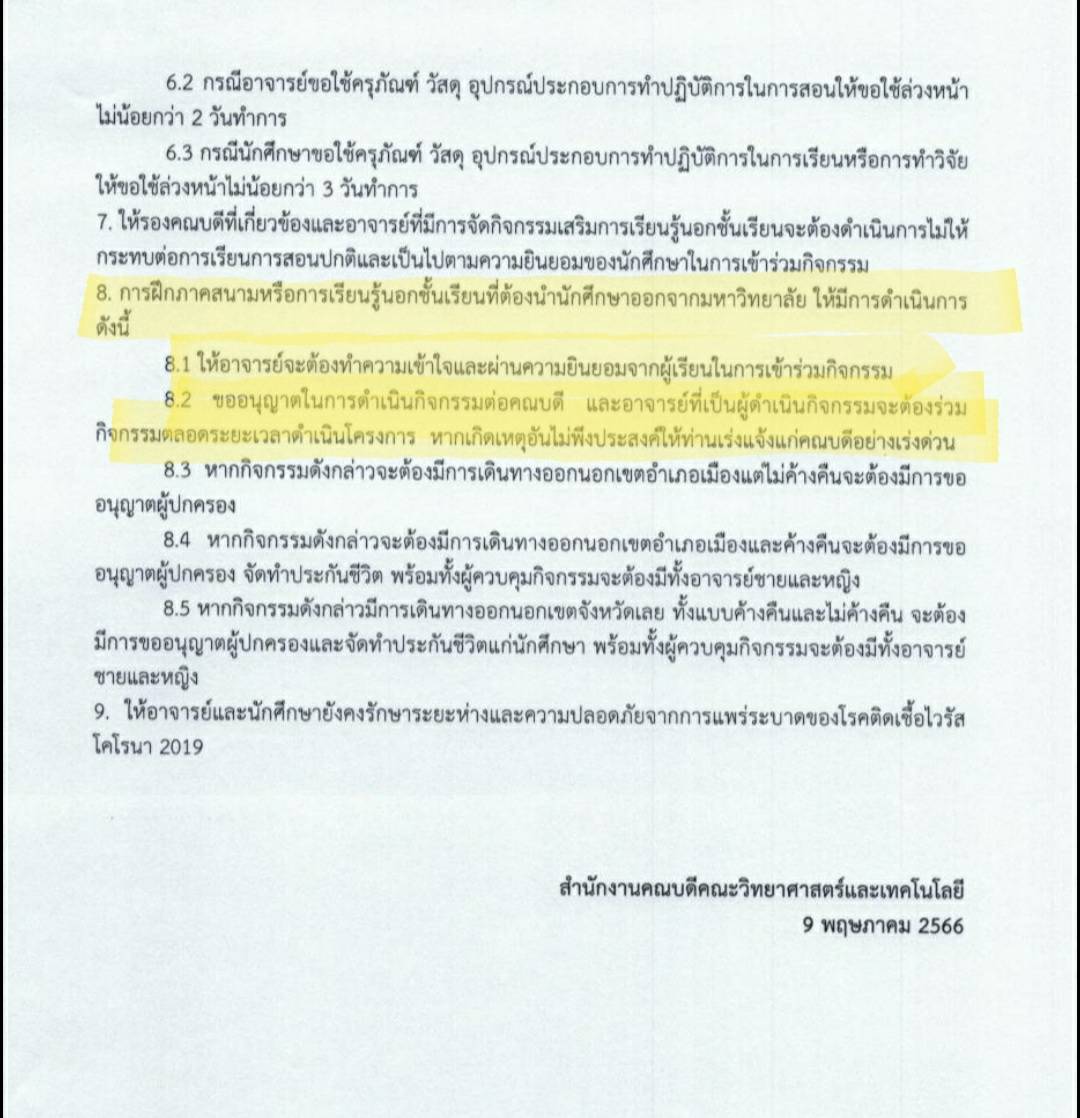 6.2 กรณีอาจารย์ขอใช้ครุภัณฑ์ วัสดุ อุปกรณ์ประกอบการทำปฏิบัติการในการสอนให้ขอใช้ล่วงหน้า
ไม่น้อยกว่า 2 วันทำการ
6.3 กรณีนักศึกษาขอใช้ครุภัณฑ์ วัสดุ อุปกรณ์ประกอบการทำปฏิบัติการในการเรียนหรือการทำวิจัย
ให้ขอใช้ล่วงหน้าไม่น้อยกว่า 3 วันทำการ
7. ให้รองคณบดีที่เกี่ยวข้องและอาจารย์ที่มีการจัดกิจกรรมเสริมการเรียนรู้นอกชั้นเรียนจะต้องดำเนินการไม่ให้
กระทบต่อการเรียนการสอนปกติและเป็นไปตามความยินยอมของนักศึกษาในการเข้าร่วมกิจกรรม
8. การฝึกภาคสนามหรือการเรียนรู้นอกชั้นเรียนที่ต้องนำนักศึกษาออกจากมหาวิทยาลัย ให้มีการดำเนินการ
ดังนี้
8.1 ให้อาจารย์จะต้องทำความเข้าใจและผ่านความยินยอมจากผู้เรียนในการเข้าร่วมกิจกรรม
8.2 ขออนุญาตในการดำเนินกิจกรรมต่อคณบดี และอาจารย์ที่เป็นผู้ดำเนินกิจกรรมจะต้องร่วม
กิจกรรมตลอดระยะเวลาดำเนินโครงการ หากเกิดเหตุอันไม่พึงประสงค์ให้ท่านเร่งแจ้งแก่คณบดีอย่างเร่งด่วน
8.3 หากกิจกรรมดังกล่าวจะต้องมีการเดินทางออกนอกเขตอำเภอเมืองแต่ไม่ค้างคืนจะต้องมีการขอ
อนุญาตผู้ปกครอง
8.4 หากกิจกรรมดังกล่าวจะต้องมีการเดินทางออกนอกเขตอำเภอเมืองและค้างคืนจะต้องมีการขอ
อนุญาตผู้ปกครอง จัดทำประกันชีวิต พร้อมทั้งผู้ควบคุมกิจกรรมจะต้องมีทั้งอาจารย์ชายและหญิง
8.5 หากกิจกรรมดังกล่าวมีการเดินทางออกนอกเขตจังหวัดเลย ทั้งแบบค้างคืนและไม่ค้างคืน จะต้อง
มีการขออนุญาตผู้ปกครองและจัดทำประกันชีวิตแก่นักศึกษา พร้อมทั้งผู้ควบคุมกิจกรรมจะต้องมีทั้งอาจารย์
ชายและหญิง
9. ให้อาจารย์และนักศึกษายังคงรักษาระยะห่างและความปลอดภัยจากการแพร่ระบาดของโรคติดเชื้อไวรัส
โคโรนา 2019
สำนักงานคณบดีคณะวิทยาศาสตร์และเทคโนโลยี
9 พฤษภาคม 2566